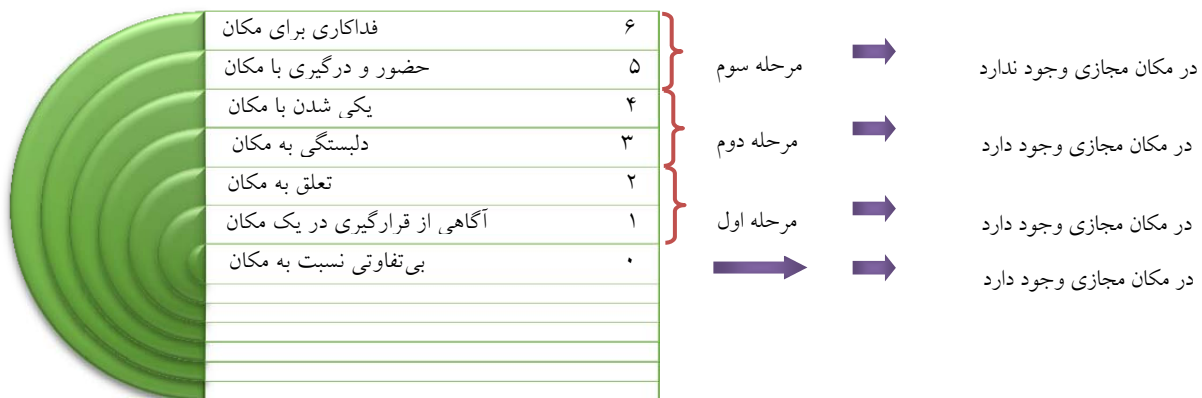 فداکاری برای مکان ۶
حضور و درگیری با مکان ۵
مرحله سوم
در مکان مجازی وجود ندارد
یکی شدن با مکان ۴
دلبستگی به مکان ۳
مرحله دوم
در مکان مجازی وجود دارد
تعلق به مکان ۲
آگاهی از قرارگیری در یک مکان ۱
مرحله اول
در مکان مجازی وجود دارد
بی‌تفاوتی نسبت به مکان ۰
در مکان مجازی وجود دارد